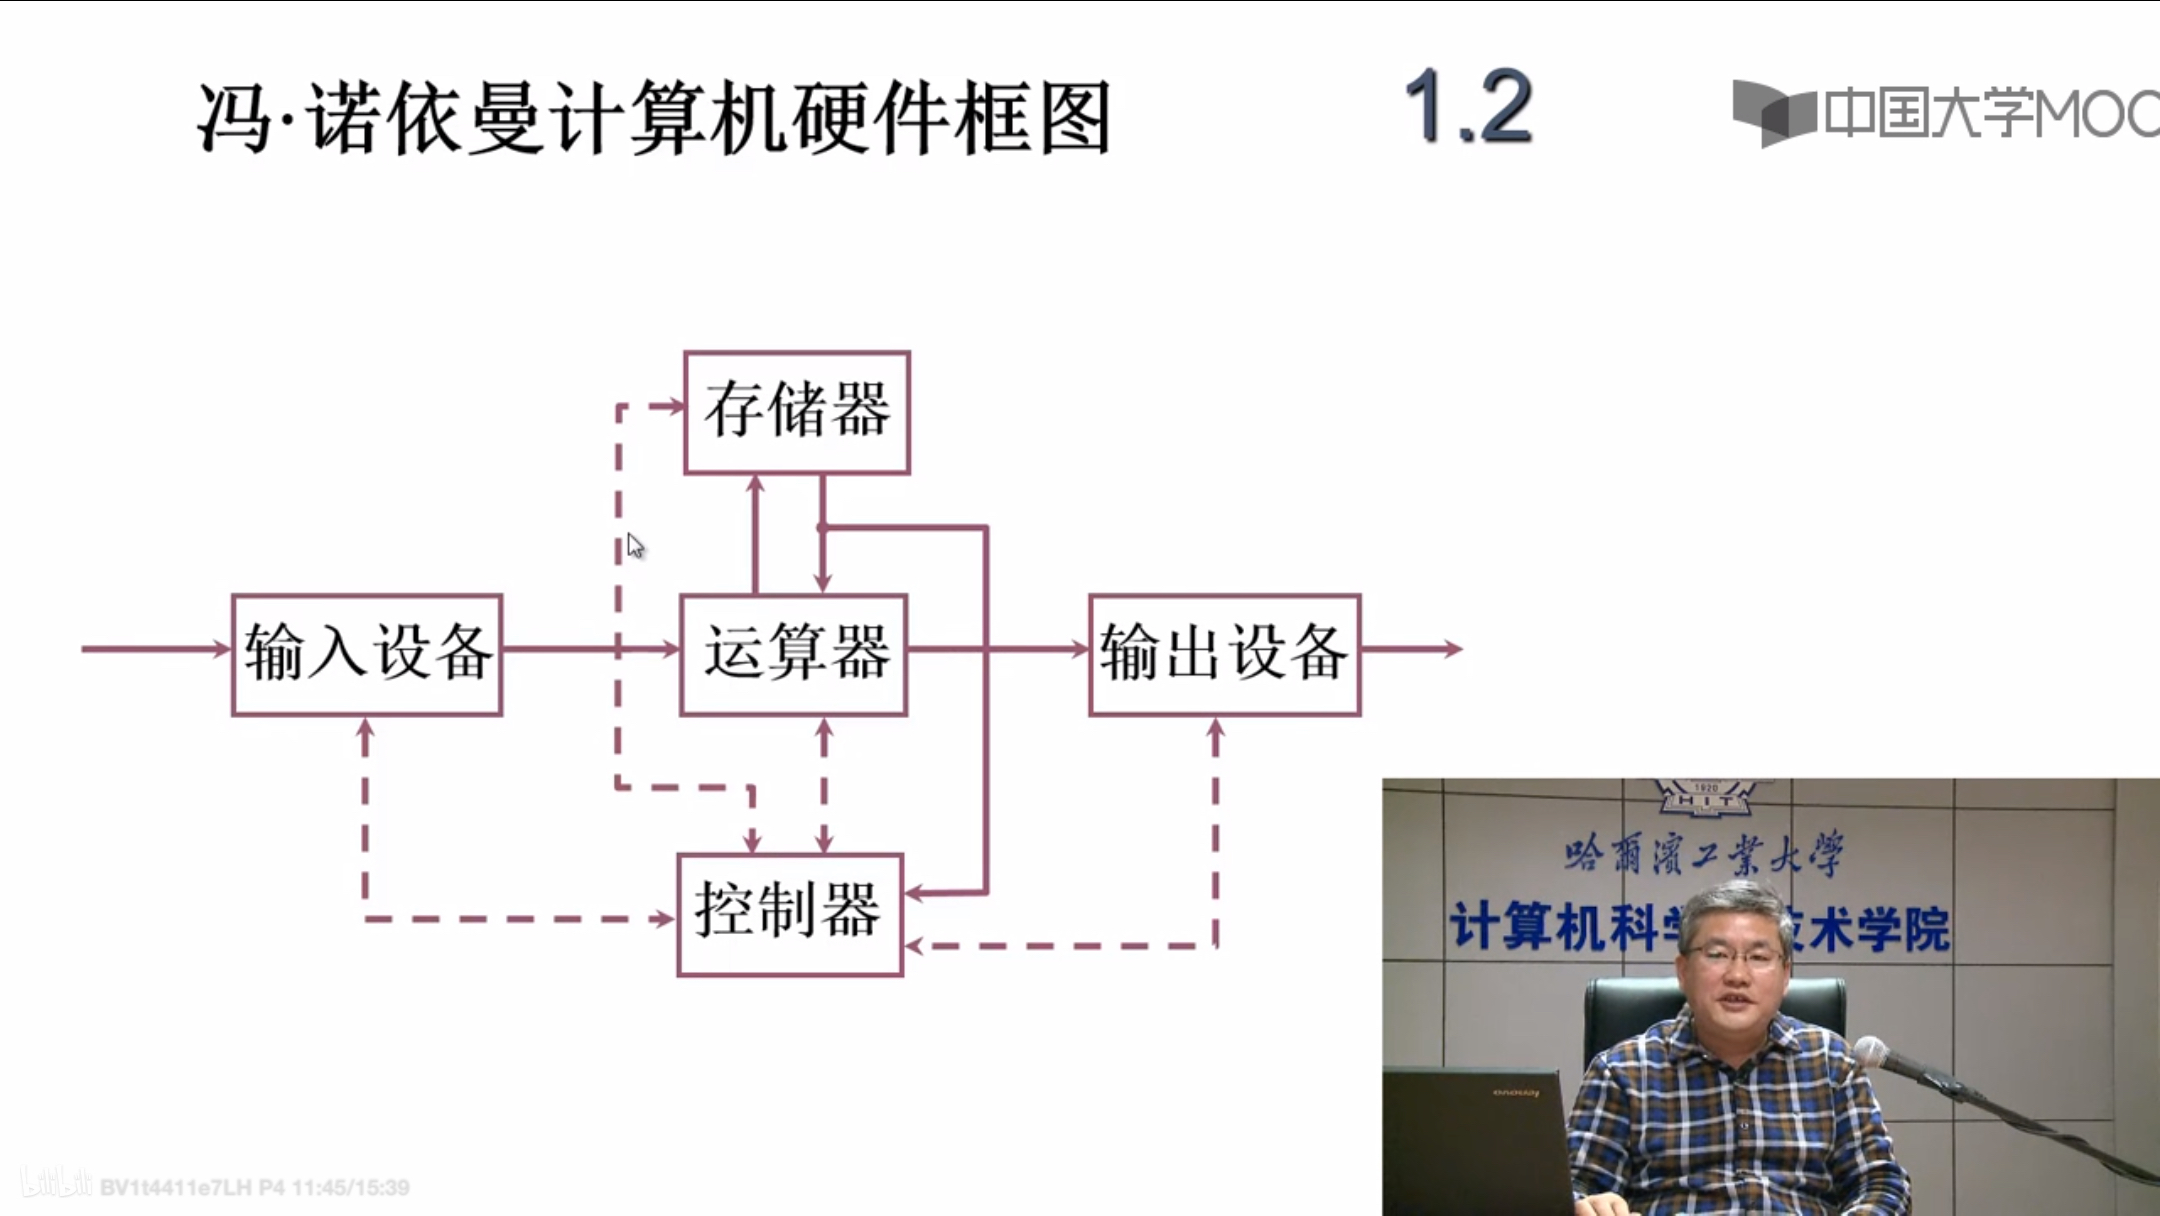 冯·诺依曼计算机硬件框图
1.2
中国大学MOO
存储器
输入设备
运算器
输出设备
控制器
1920
HIT
哈爾濱工業大學
计算机科学技术学院
lenovo
bilibili BV1t4411e7LH P4 11:45/15:39